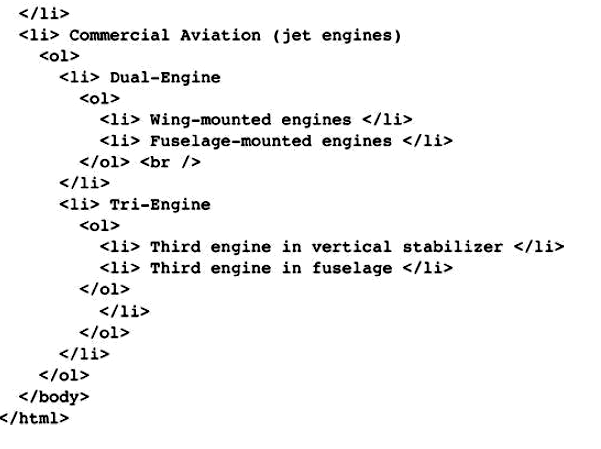 </li>
<li> Commercial Aviation (jet engines)
<ol>
<li> Dual-Engine
<ol>
<li> Wing-mounted engines </li>
<li> Fuselage-mounted engines </li>
</ol> <br />
</li>
<li> Tri-Engine
<ol>
<li> Third engine in vertical stabilizer </li>
<li> Third engine in fuselage </li>
</ol>
</li>
</ol>
</li>
</ol>
</body>
</html>